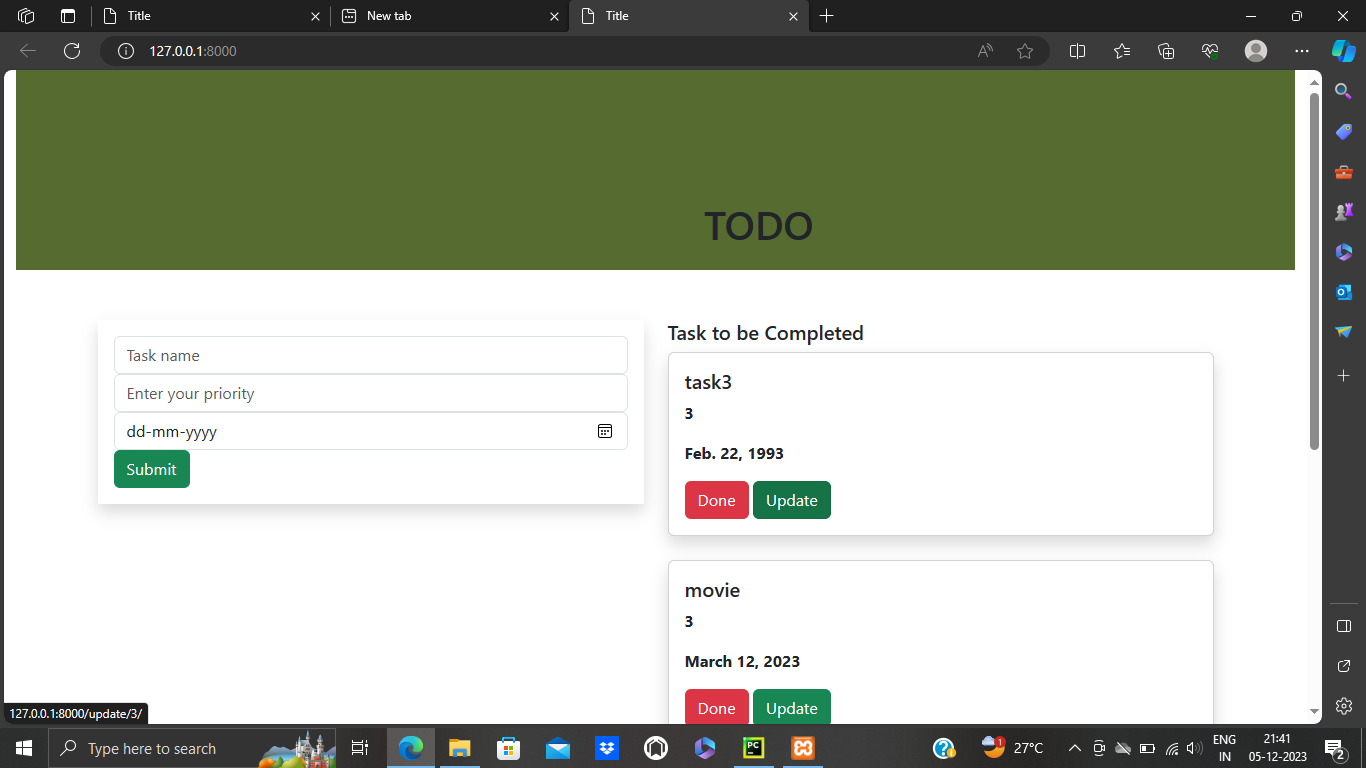 Title
New tab
Title
127.0.0.1:8000
TODO
Task name
Enter your priority
dd-mm-yyyy
Submit
Task to be Completed
task3
3
Feb. 22, 1993
Done Update
movie
3
March 12, 2023
Done Update
127.0.0.1:8000/update/3/
Type here to search
PC
1
27°C
ENG
IN
21:41
05-12-2023
2